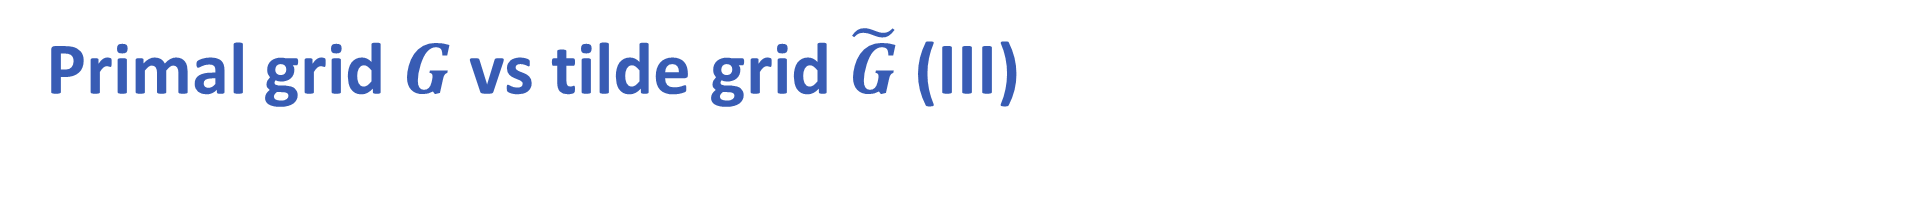 Primal grid 𝑮 vs tilde grid 𝑮̃ (III)